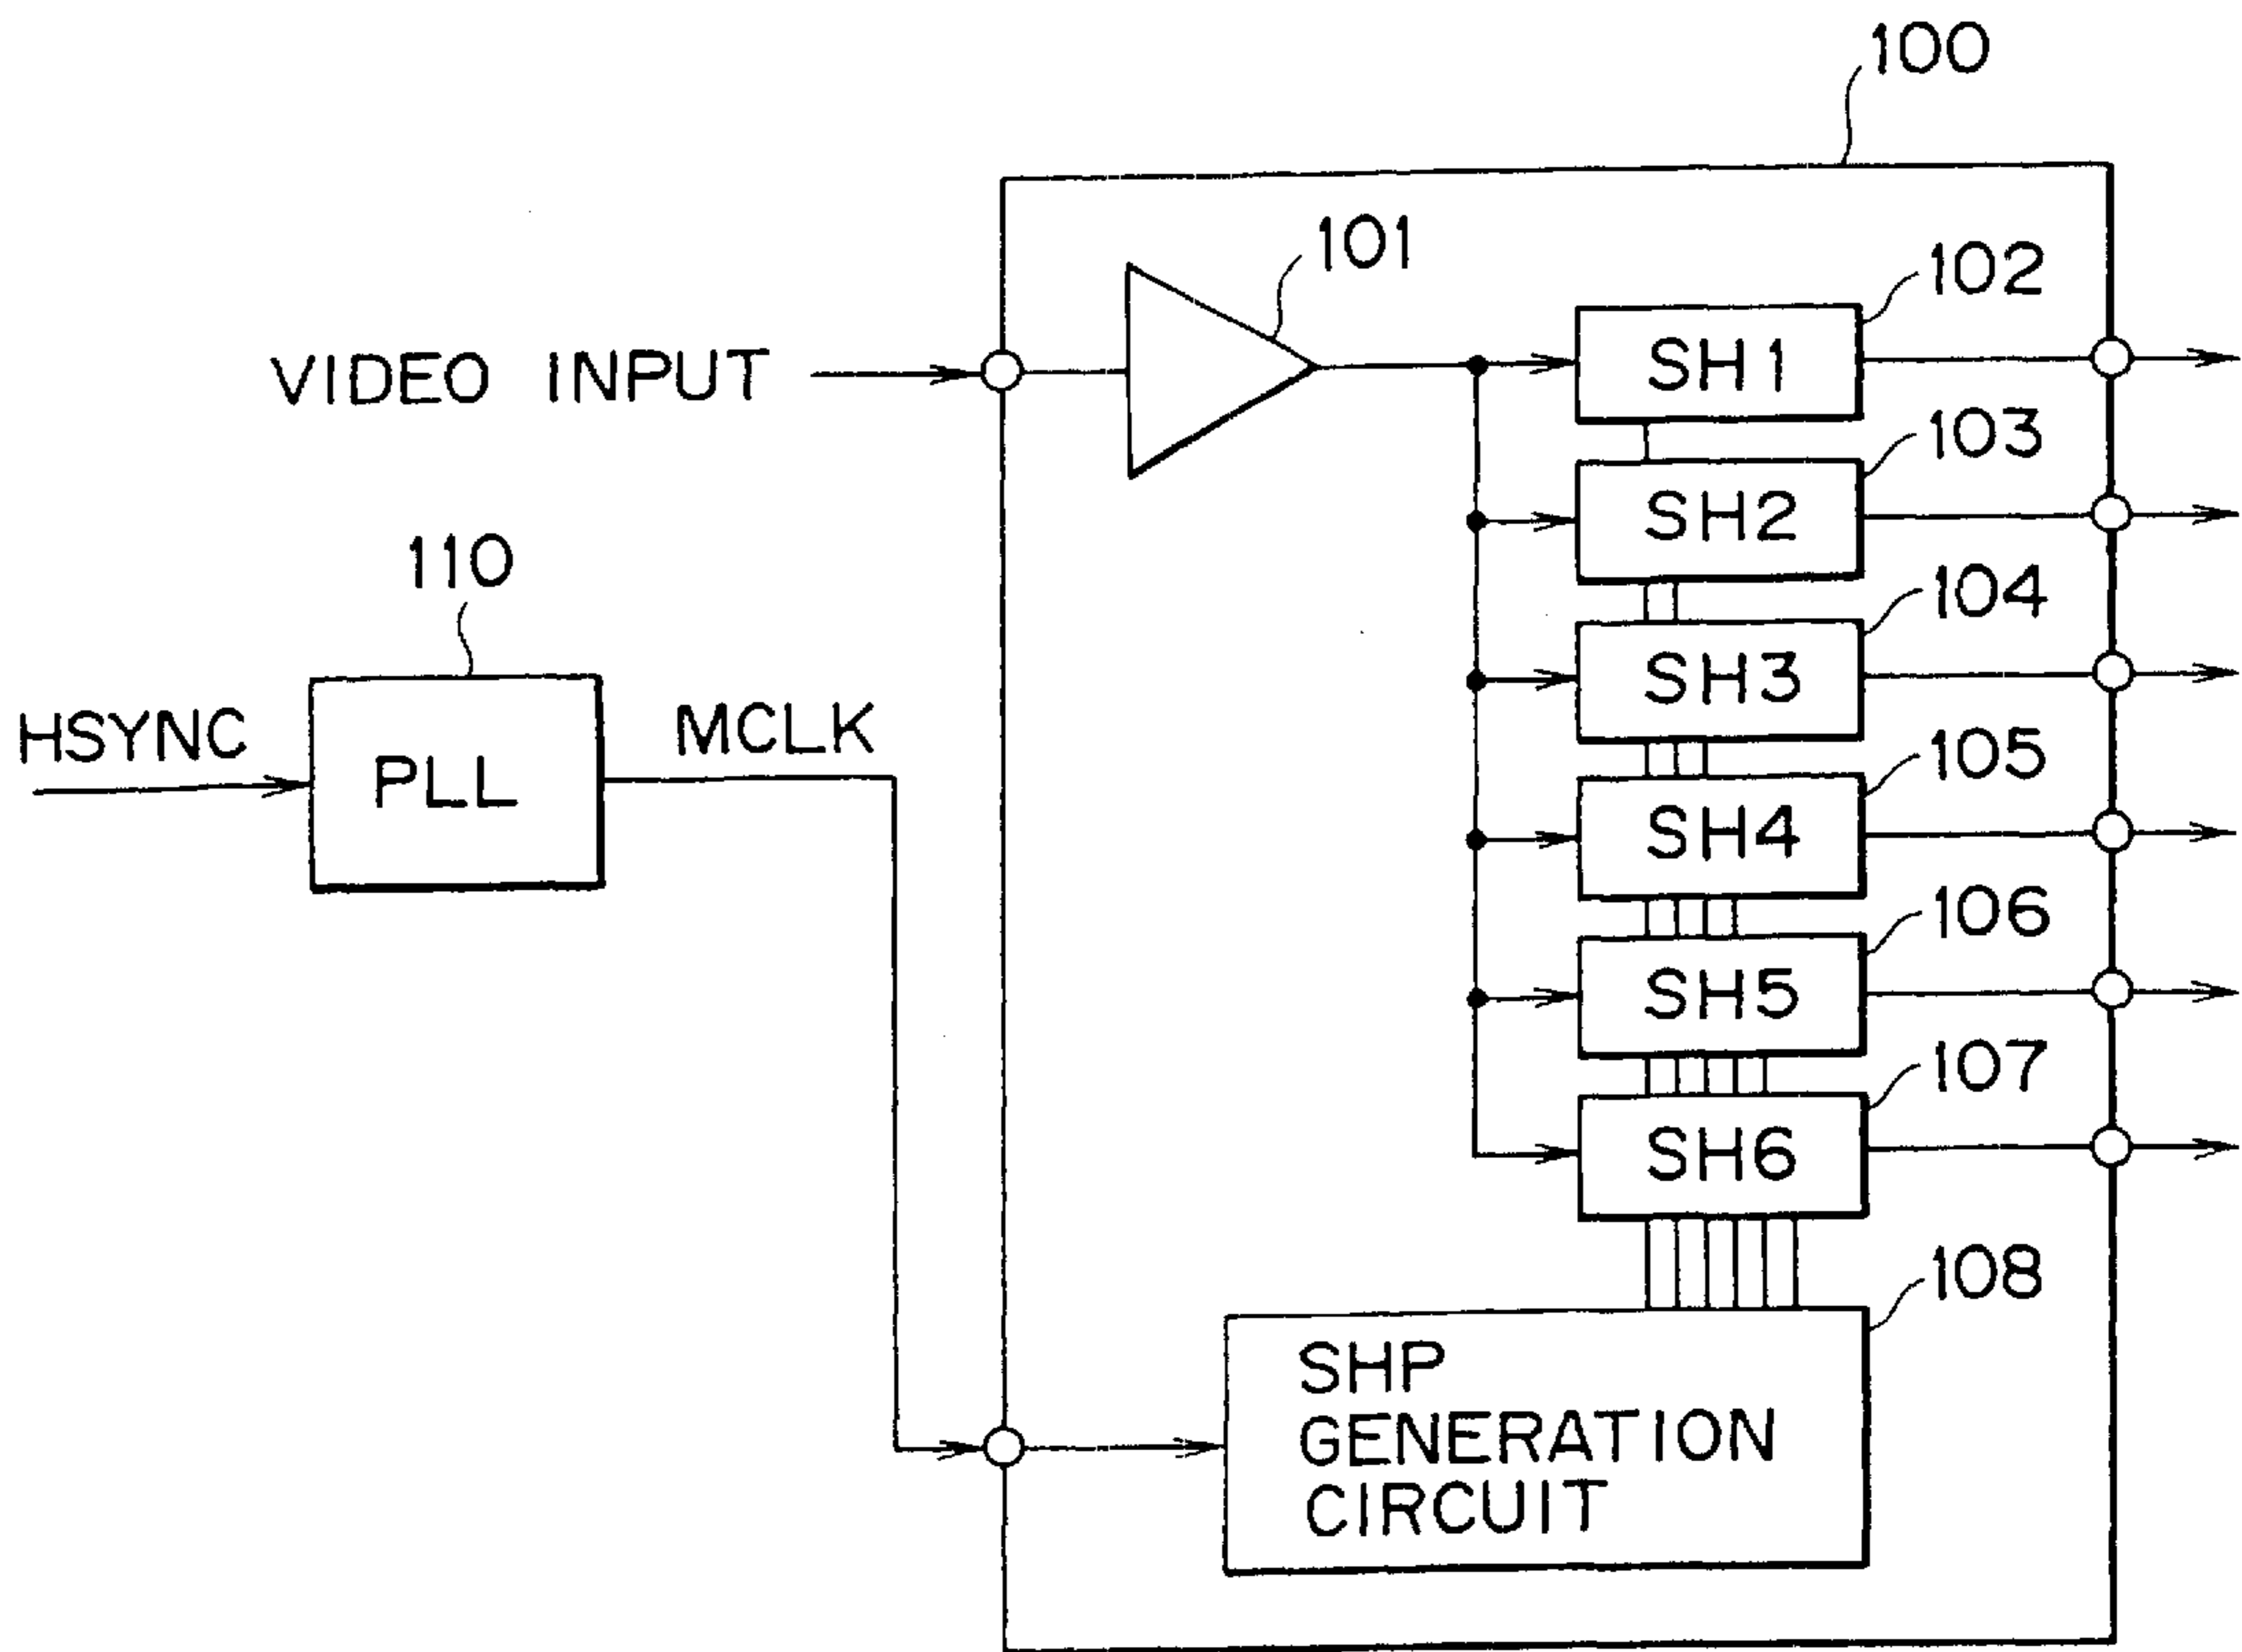 100
101
102
VIDEO INPUT
SH1
103
SH2
110
104
HSYNC
MCLK
SH3
PLL
105
SH4
106
SH5
107
SH6
108
SHP
GENERATION
CIRCUIT